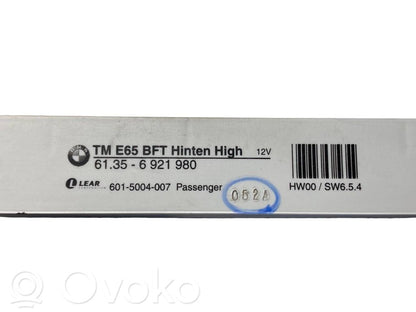 TM E65 BFT Hinten High 12V
61.35 - 6 921 980
LEAR
601-5004-007 Passenger
HW00 / SW6.5.4
© OVOKO